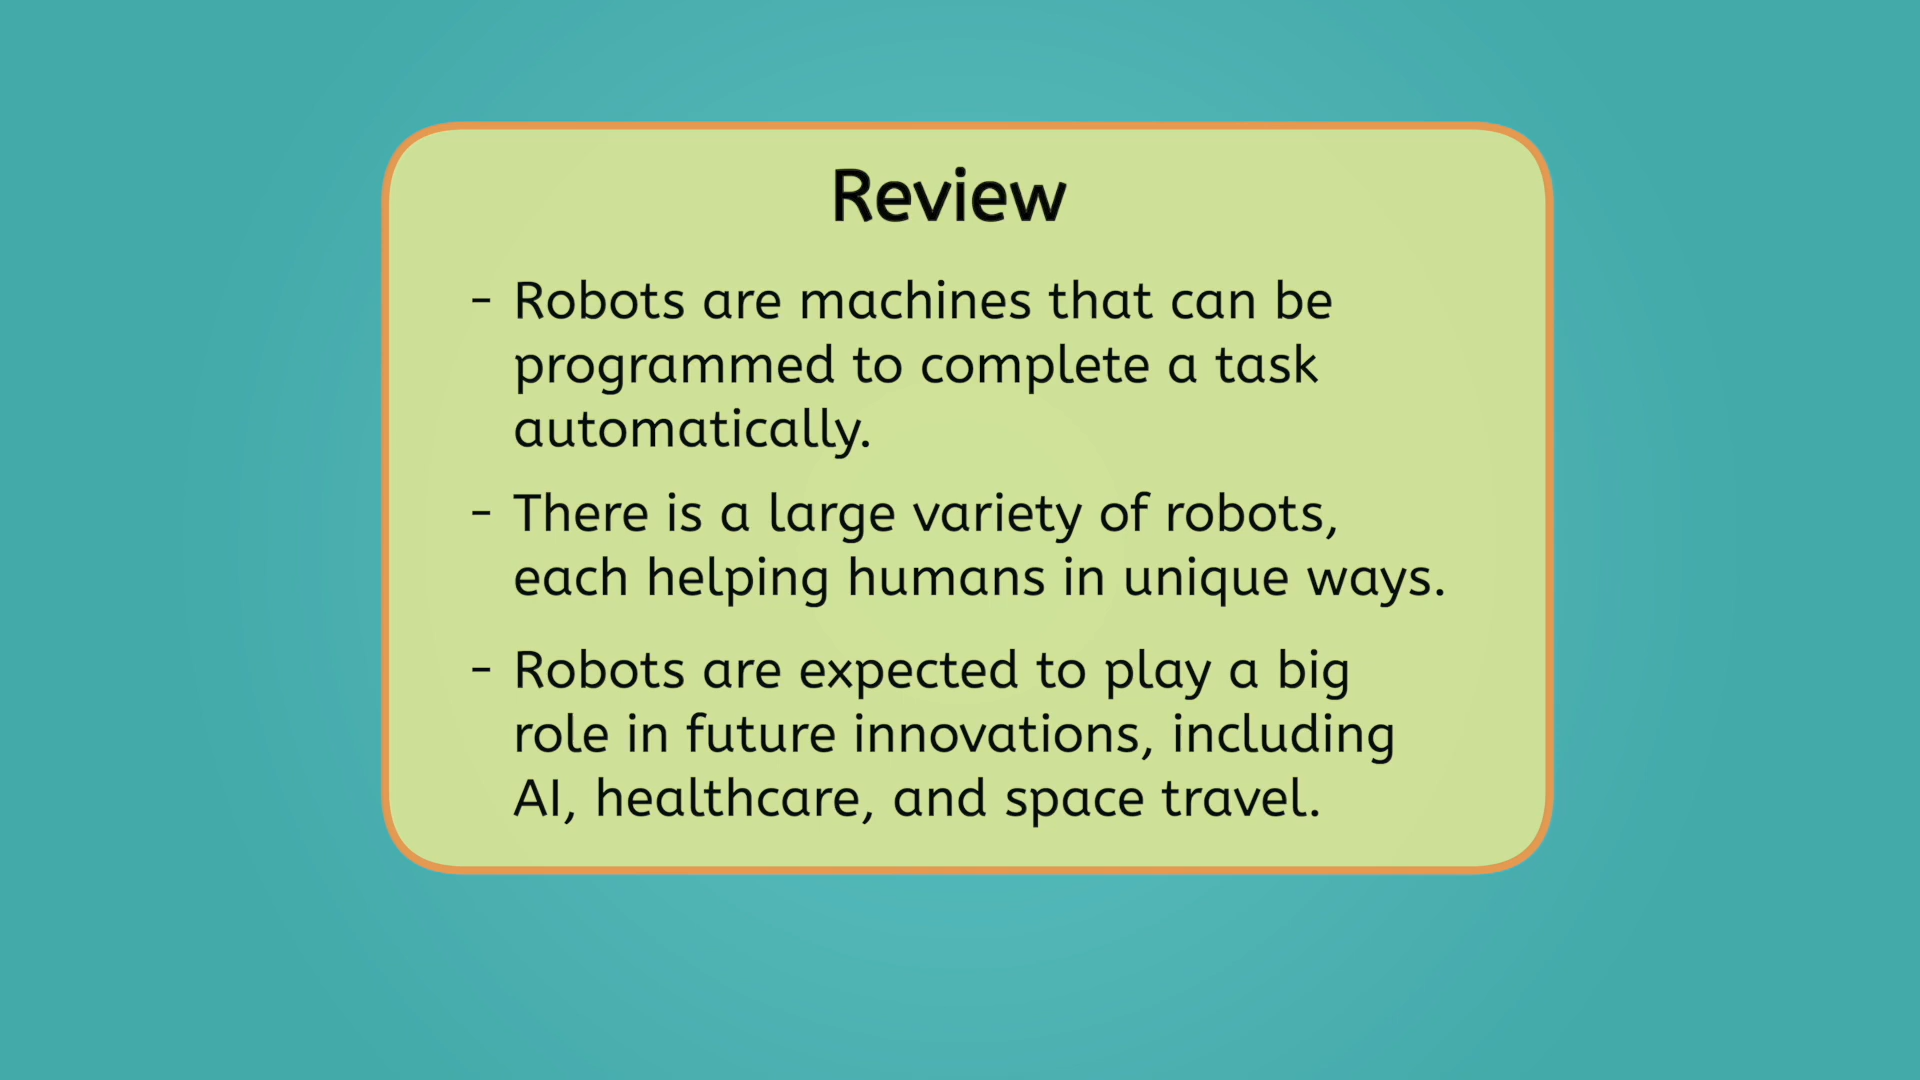 Review
- Robots are machines that can be
programmed to complete a task
automatically.
- There is a large variety of robots,
each helping humans in unique ways.
- Robots are expected to play a big
role in future innovations, including
AI, healthcare, and space travel.